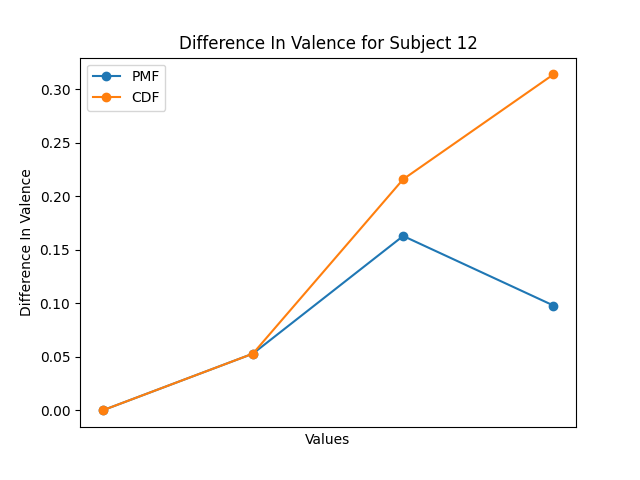 Difference In Valence for Subject 12
PMF
CDF
0.30
0.25
0.20
0.15
0.10
0.05
0.00
Difference In Valence
Values